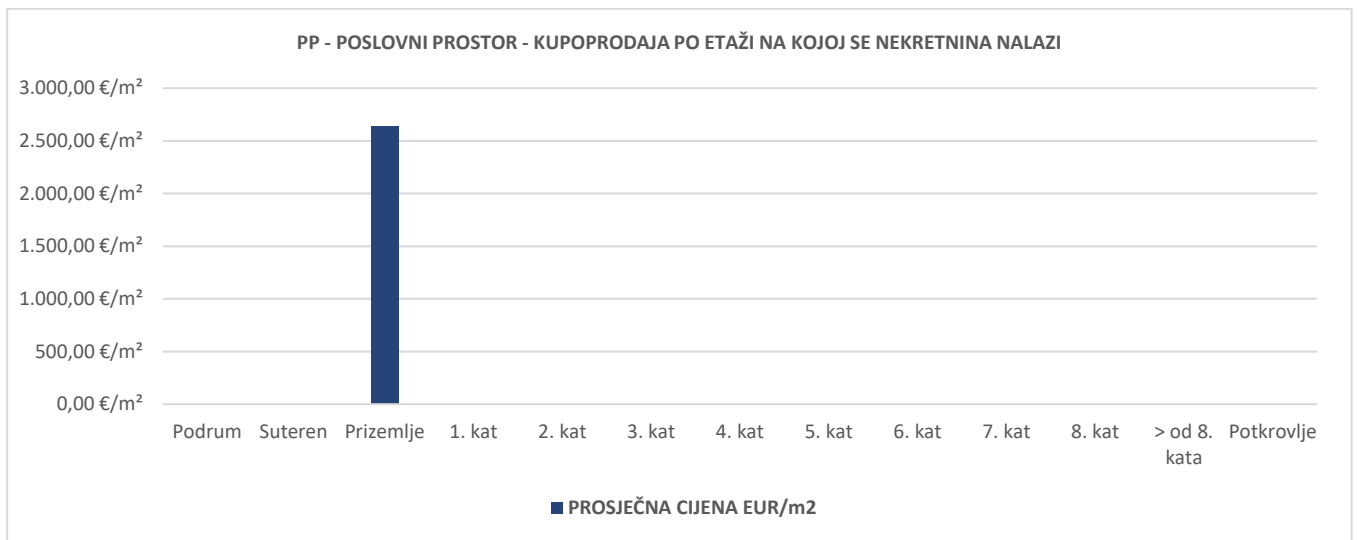 PP - POSLOVNI PROSTOR - KUPOPRODAJA PO ETAŽI NA KOJOJ SE NEKRETNINA NALAZI
3.000,00 €/m²
2.500,00 €/m²
2.000,00 €/m²
1.500,00 €/m²
1.000,00 €/m²
500,00 €/m²
0,00 €/m²
Podrum Suteren Prizemlje 1. kat 2. kat 3. kat 4. kat 5. kat 6. kat 7. kat 8. kat > od 8. Potkrovlje
kata
PROSJEČNA CIJENA EUR/m2